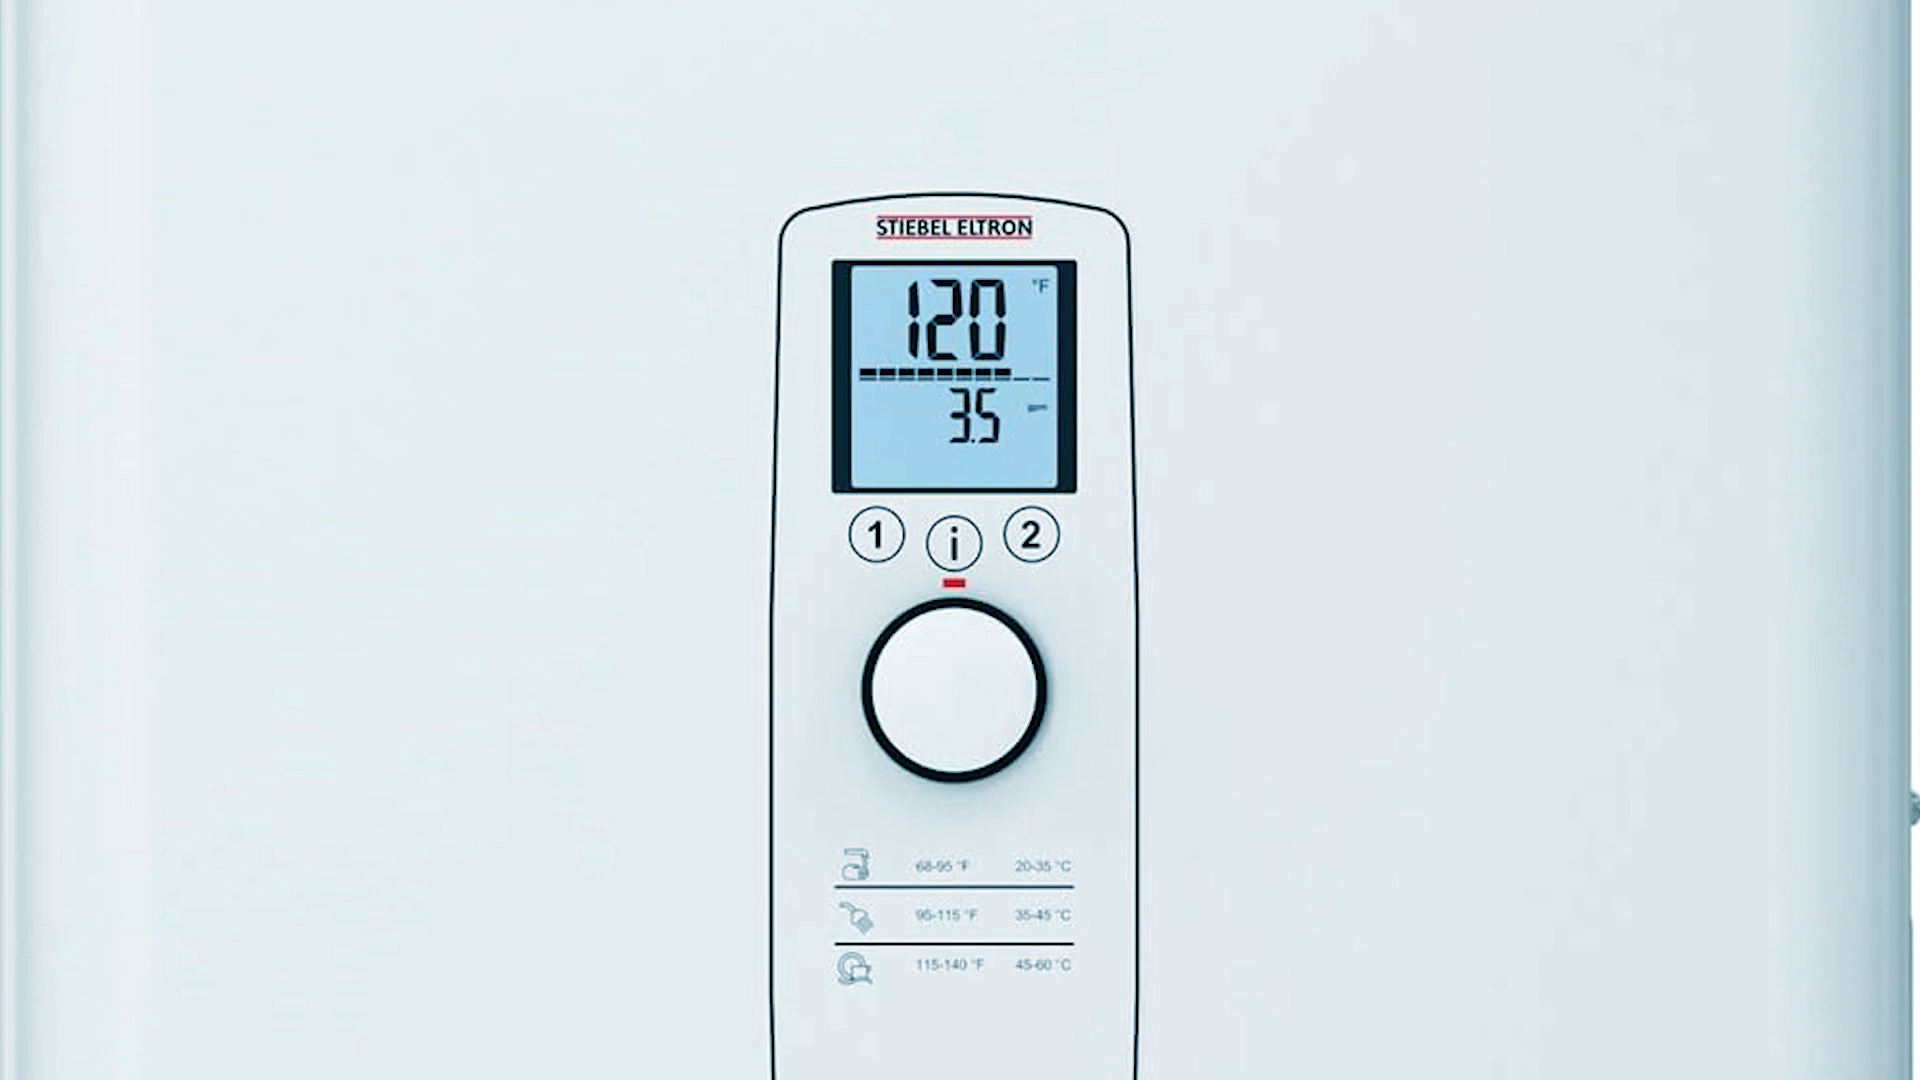 STIEBEL ELTRON
120 °F
3.5
1 i 2
68-95 °F 20-35 °C
95-115 °F 35-45 °C
115-140 °F 45-60 °C